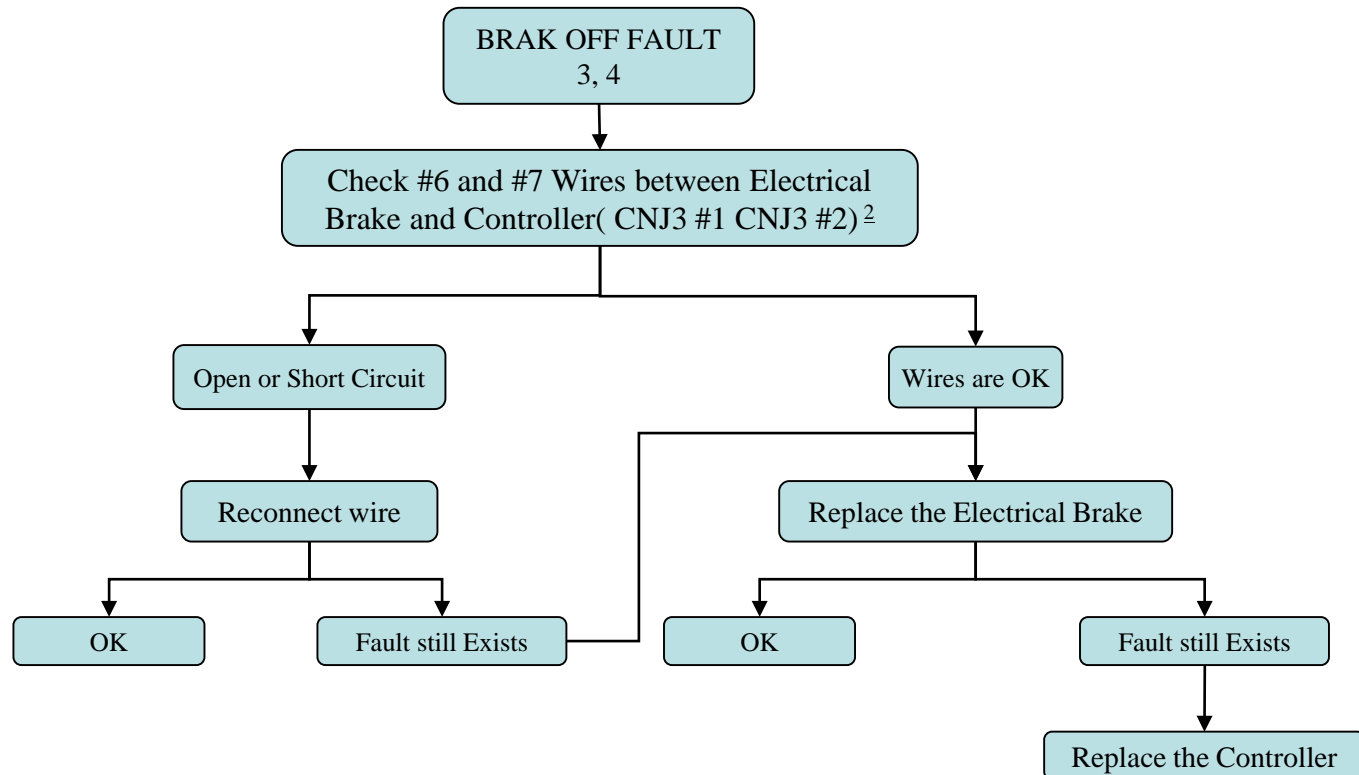 BRAK OFF FAULT
3, 4
Check #6 and #7 Wires between Electrical
Brake and Controller( CNJ3 #1 CNJ3 #2) 2
Open or Short Circuit
Wires are OK
Reconnect wire
Replace the Electrical Brake
OK
Fault still Exists
OK
Fault still Exists
Replace the Controller